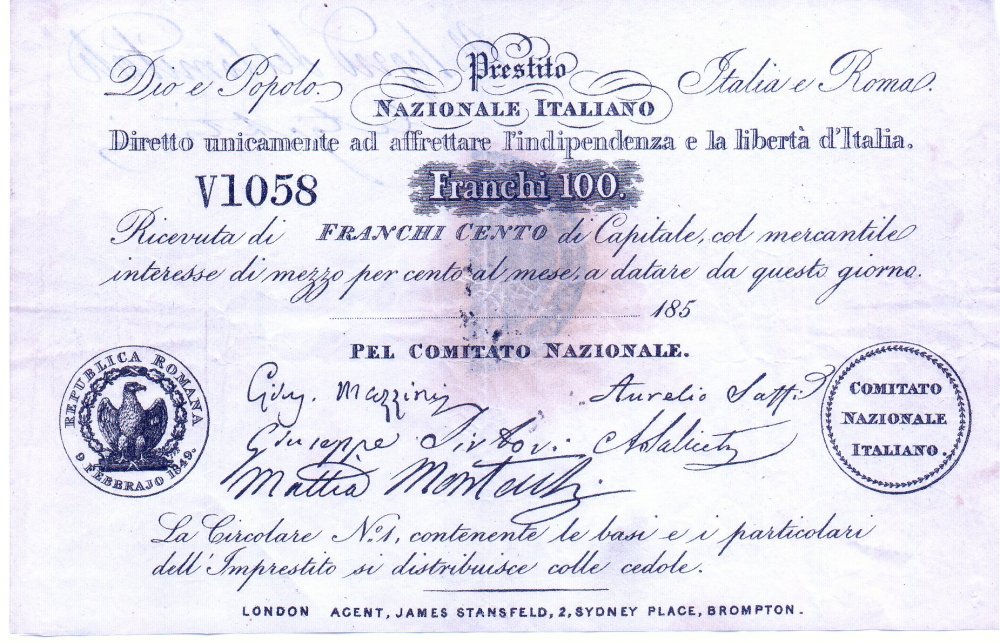 Dio e Popolo.
Prestito
Italia e Roma.
NAZIONALE ITALIANO
Diretto unicamente ad affrettare l'indipendenza e la libertà d'Italia.
V1058
Franchi 100.
Ricevuta di FRANCHI CENTO di Capitale, col mercantile
interesse di mezzo per cento al mese, a datare da questo giorno.
185
PEL COMITATO NAZIONALE.
REPUBLICA ROMANA
9 FEBBRAJO 1849.
Gius. Mazzini
Aurelio Saffi
Giuseppe Sirtori
Mattia Montecchi
COMITATO
NAZIONALE
ITALIANO.
La Circolare No. 1, contenente le basi e i particolari
dell'Imprestito si distribuisce colle cedole.
LONDON AGENT, JAMES STANSFELD, 2, SYDNEY PLACE, BROMPTON.